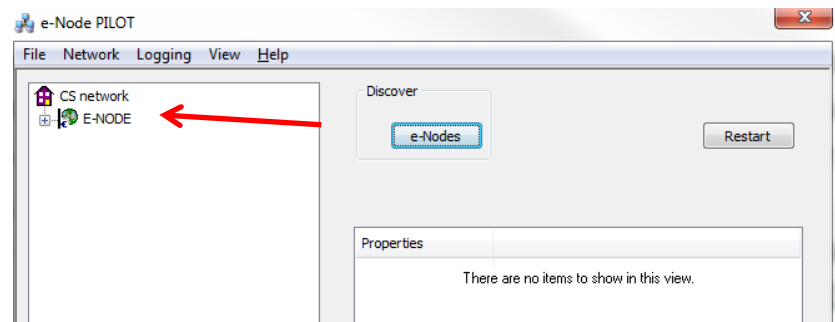 e-Node PILOT
x
File Network Logging View Help
CS network
E-NODE
Discover
e-Nodes
Restart
Properties
There are no items to show in this view.